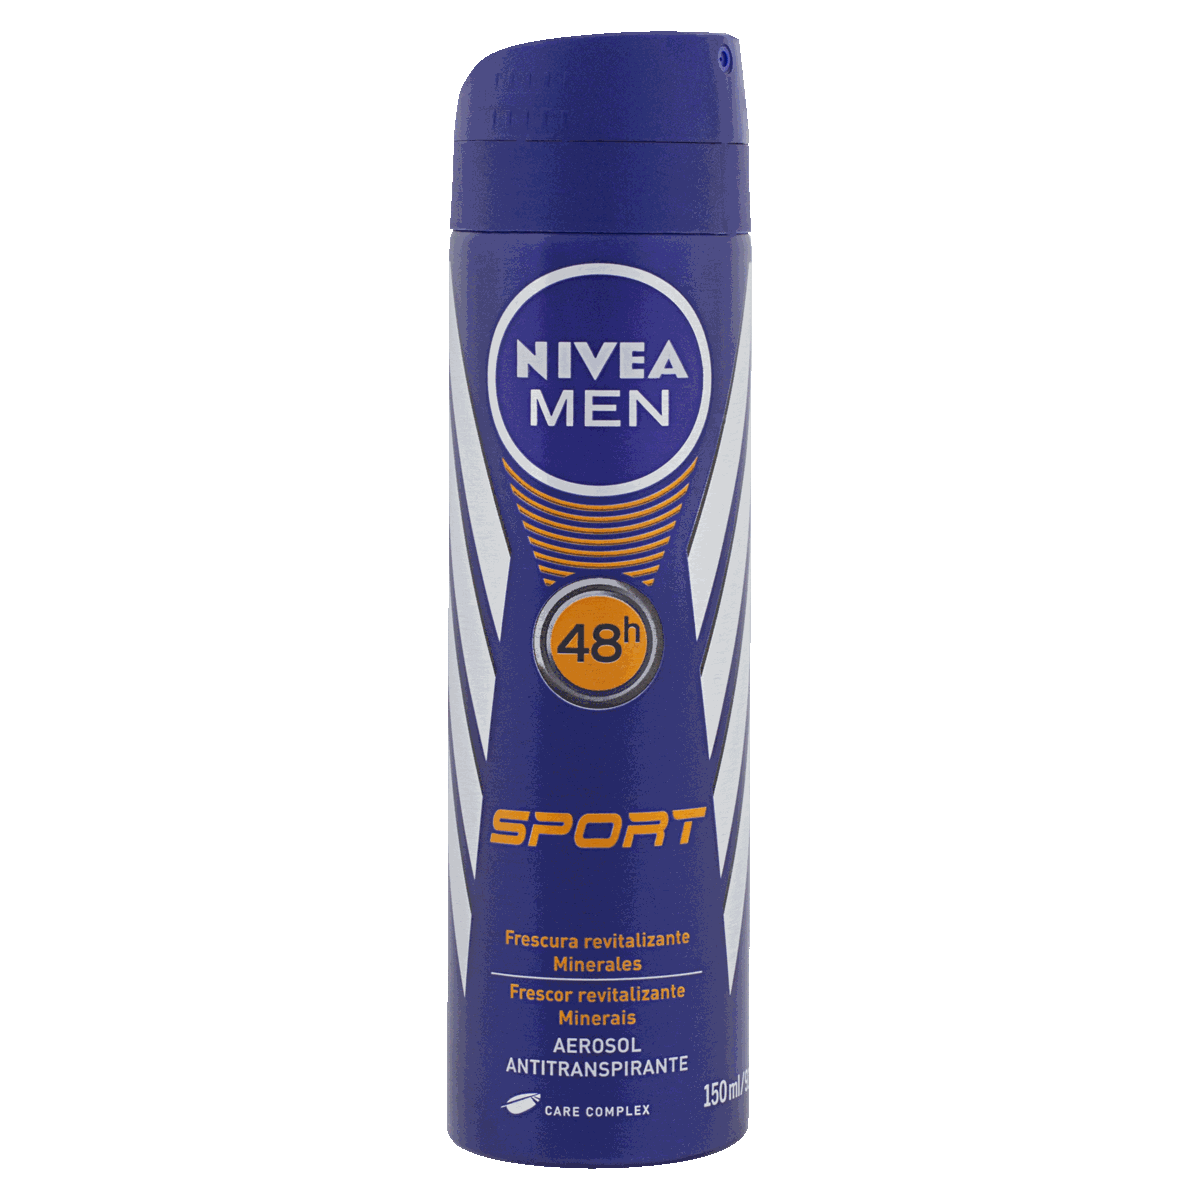 NIVEA
MEN
48h
SPORT
Frescura revitalizante
Minerales
Frescor revitalizante
Minerais
AEROSOL
ANTITRANSPIRANTE
CARE COMPLEX
150 ml/